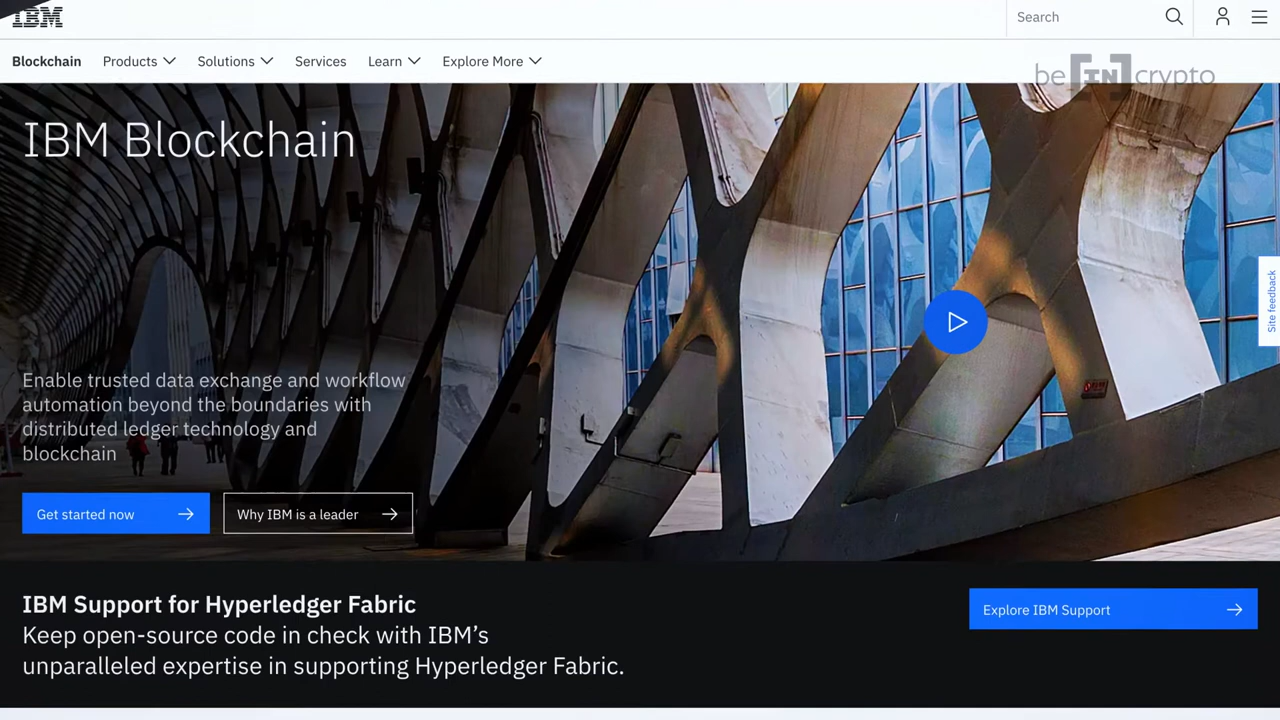 IBM
Search
Blockchain Products Solutions Services Learn Explore More
be[IN]crypto
IBM Blockchain
Site feedback
Enable trusted data exchange and workflow
automation beyond the boundaries with
distributed ledger technology and
blockchain
Get started now Why IBM is a leader
IBM Support for Hyperledger Fabric
Explore IBM Support
Keep open-source code in check with IBM’s
unparalleled expertise in supporting Hyperledger Fabric.